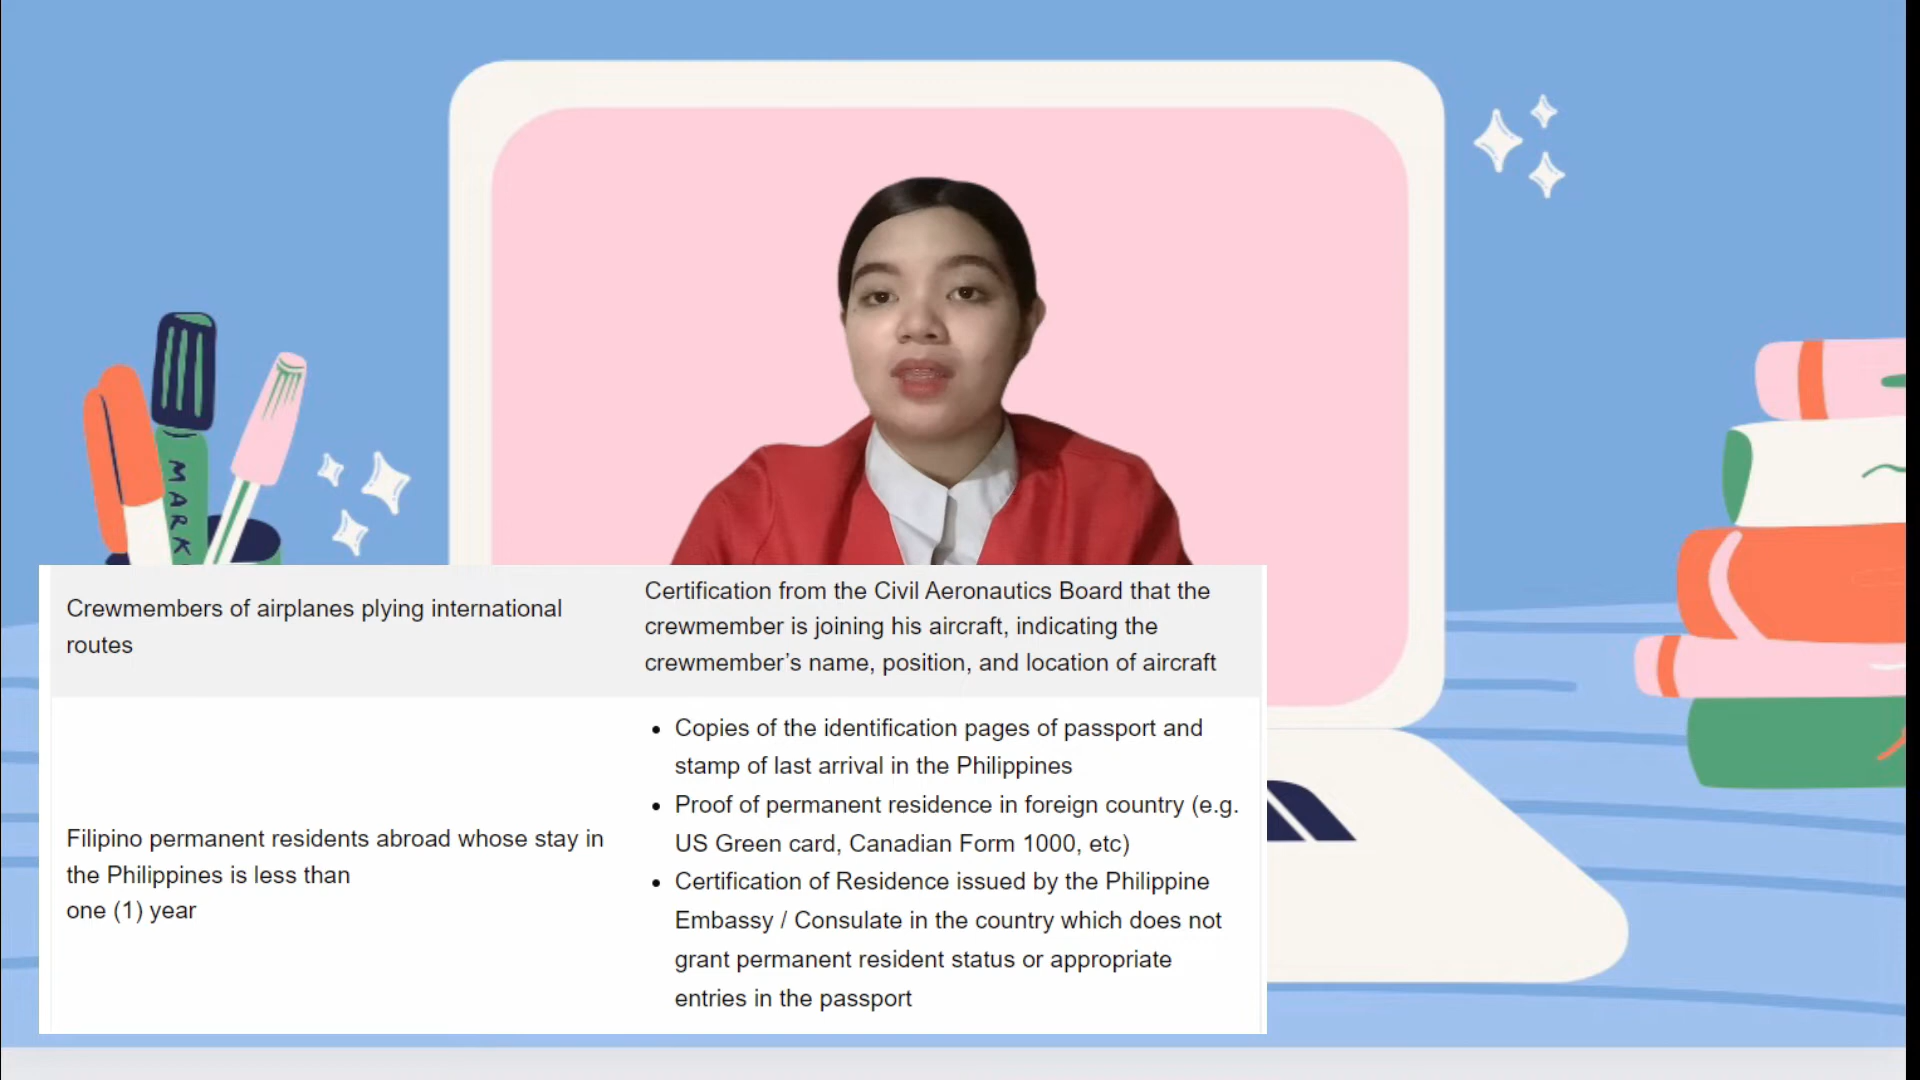 MARK
Crewmembers of airplanes plying international
routes
Certification from the Civil Aeronautics Board that the
crewmember is joining his aircraft, indicating the
crewmember’s name, position, and location of aircraft
Filipino permanent residents abroad whose stay in
the Philippines is less than
one (1) year
• Copies of the identification pages of passport and
stamp of last arrival in the Philippines
• Proof of permanent residence in foreign country (e.g.
US Green card, Canadian Form 1000, etc)
• Certification of Residence issued by the Philippine
Embassy / Consulate in the country which does not
grant permanent resident status or appropriate
entries in the passport